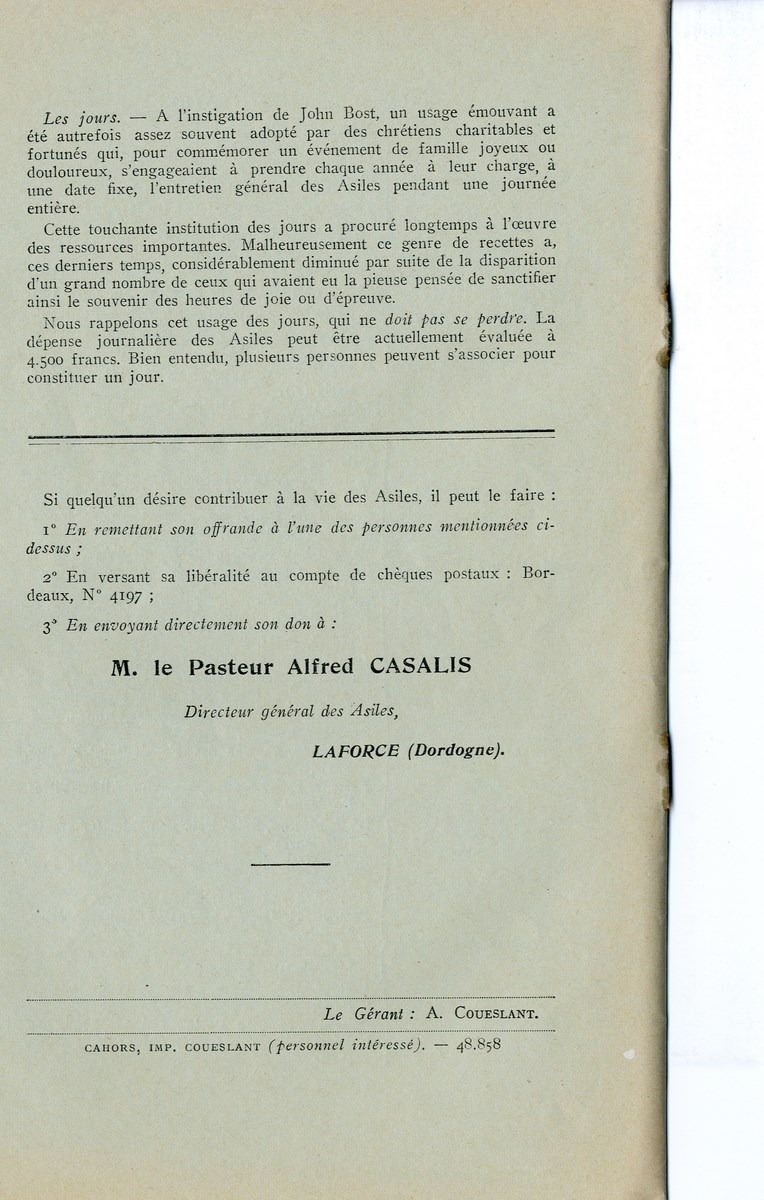 Les jours. — A l'instigation de John Bost, un usage émouvant a
été autrefois assez souvent adopté par des chrétiens charitables et
fortunés qui, pour commémorer un événement de famille joyeux ou
douloureux, s'engageaient à prendre chaque année à leur charge, à
une date fixe, l'entretien général des Asiles pendant une journée
entière.
Cette touchante institution des jours a procuré longtemps à l'œuvre
des ressources importantes. Malheureusement ce genre de recettes a,
ces derniers temps, considérablement diminué par suite de la disparition
d'un grand nombre de ceux qui avaient eu la pieuse pensée de sanctifier
ainsi le souvenir des heures de joie ou d'épreuve.
Nous rappelons cet usage des jours, qui ne doit pas se perdre. La
dépense journalière des Asiles peut être actuellement évaluée à
4.500 francs. Bien entendu, plusieurs personnes peuvent s'associer pour
constituer un jour.
Si quelqu'un désire contribuer à la vie des Asiles, il peut le faire :
1° En remettant son offrande à l'une des personnes mentionnées ci-
dessus ;
2° En versant sa libéralité au compte de chèques postaux : Bor-
deaux, N° 4197 ;
3° En envoyant directement son don à :
M. le Pasteur Alfred CASALIS
Directeur général des Asiles,
LAFORCE (Dordogne).
Le Gérant : A. COUESLANT.
CAHORS, IMP. COUESLANT (personnel intéressé). — 48.858